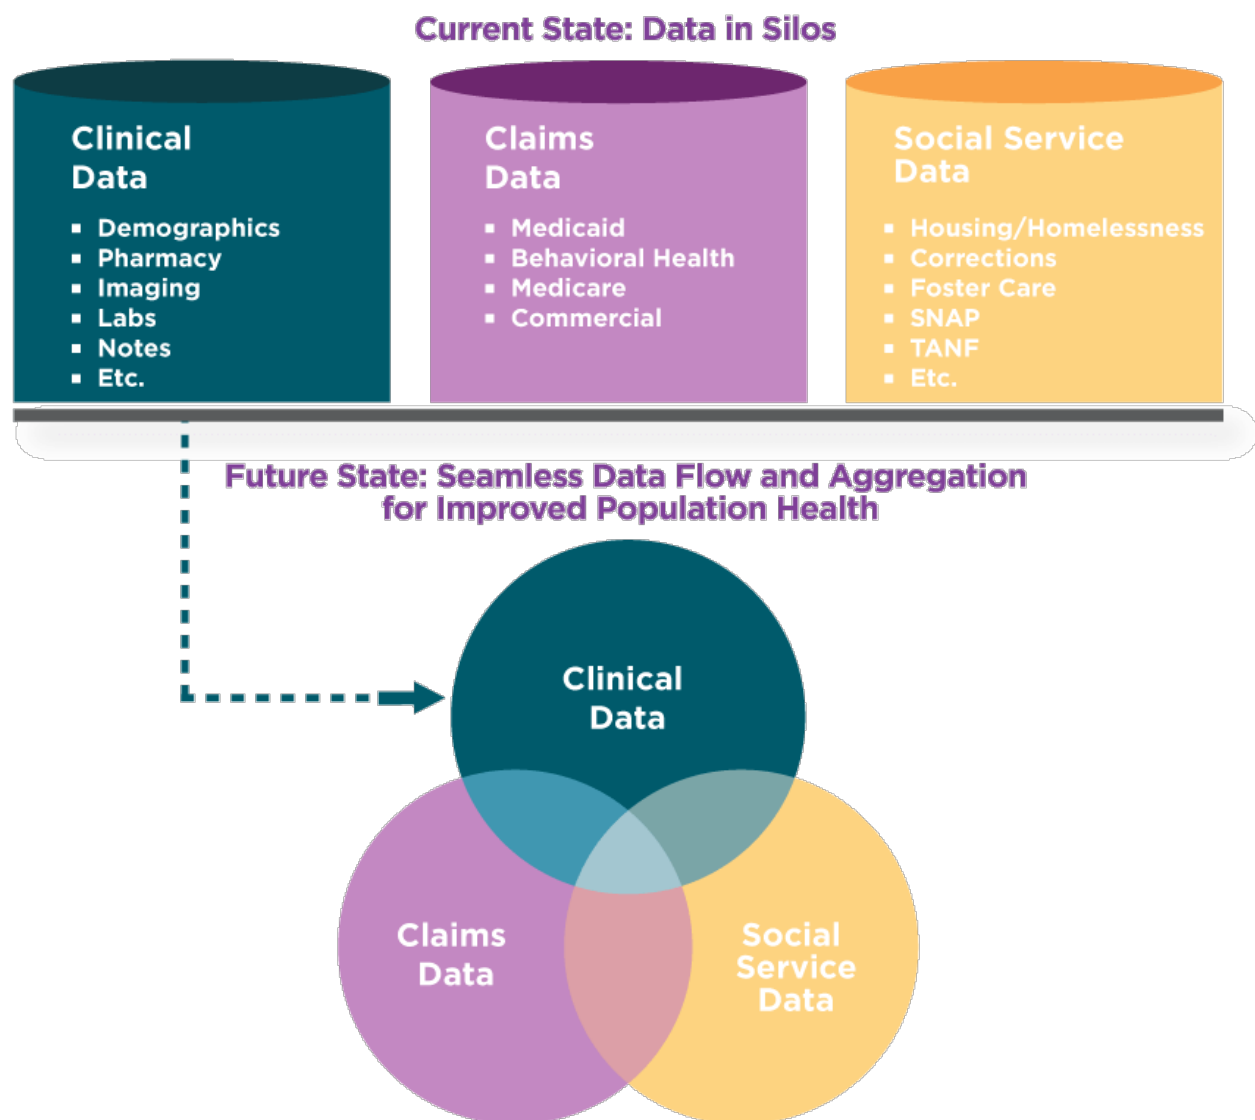 Current State: Data in Silos
Clinical
Data
▪ Demographics
▪ Pharmacy
▪ Imaging
▪ Labs
▪ Notes
▪ Etc.
Claims
Data
▪ Medicaid
▪ Behavioral Health
▪ Medicare
▪ Commercial
Social Service
Data
▪ Housing/Homelessness
▪ Corrections
▪ Foster Care
▪ SNAP
▪ TANF
▪ Etc.
Future State: Seamless Data Flow and Aggregation
for Improved Population Health
Clinical
Data
Claims
Data
Social
Service
Data